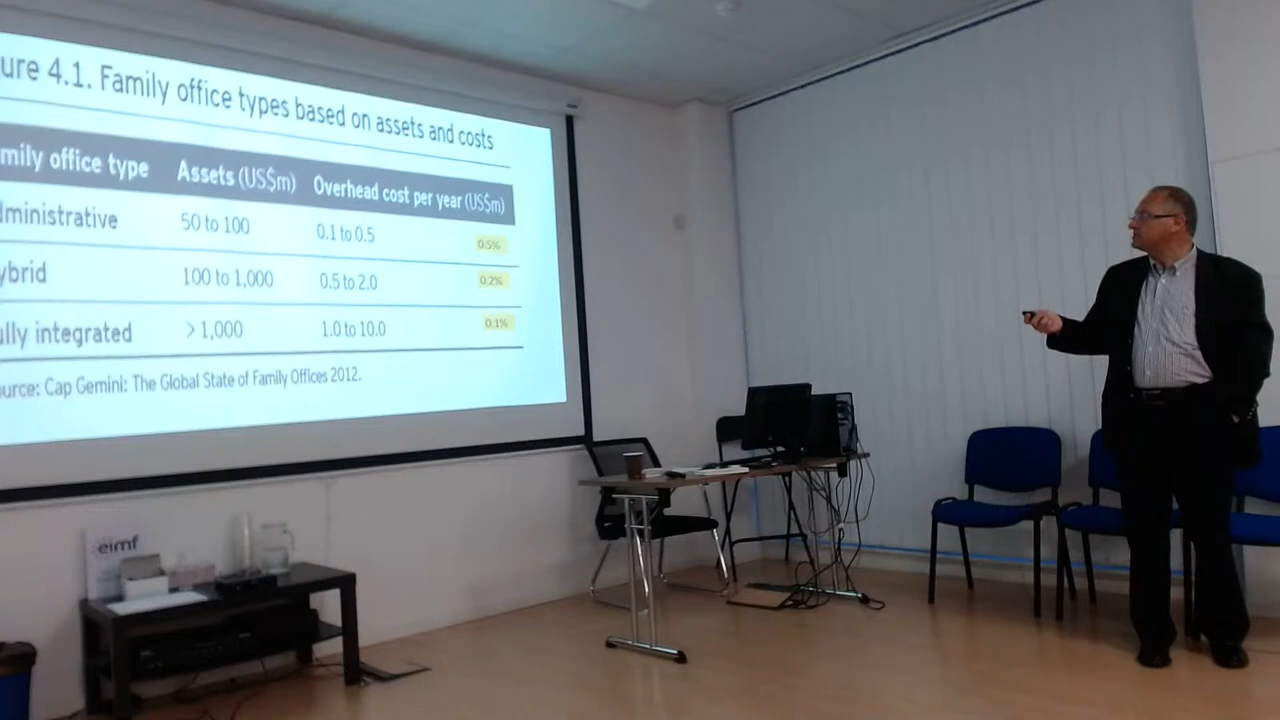 ure 4.1. Family office types based on assets and costs
mily office type Assets (US$m) Overhead cost per year (US$m)
dministrative 50 to 100 0.1 to 0.5 0.5%
ybrid 100 to 1,000 0.5 to 2.0 0.2%
ully integrated > 1,000 1.0 to 10.0 0.1%
urce: Cap Gemini: The Global State of Family Offices 2012.
eimf